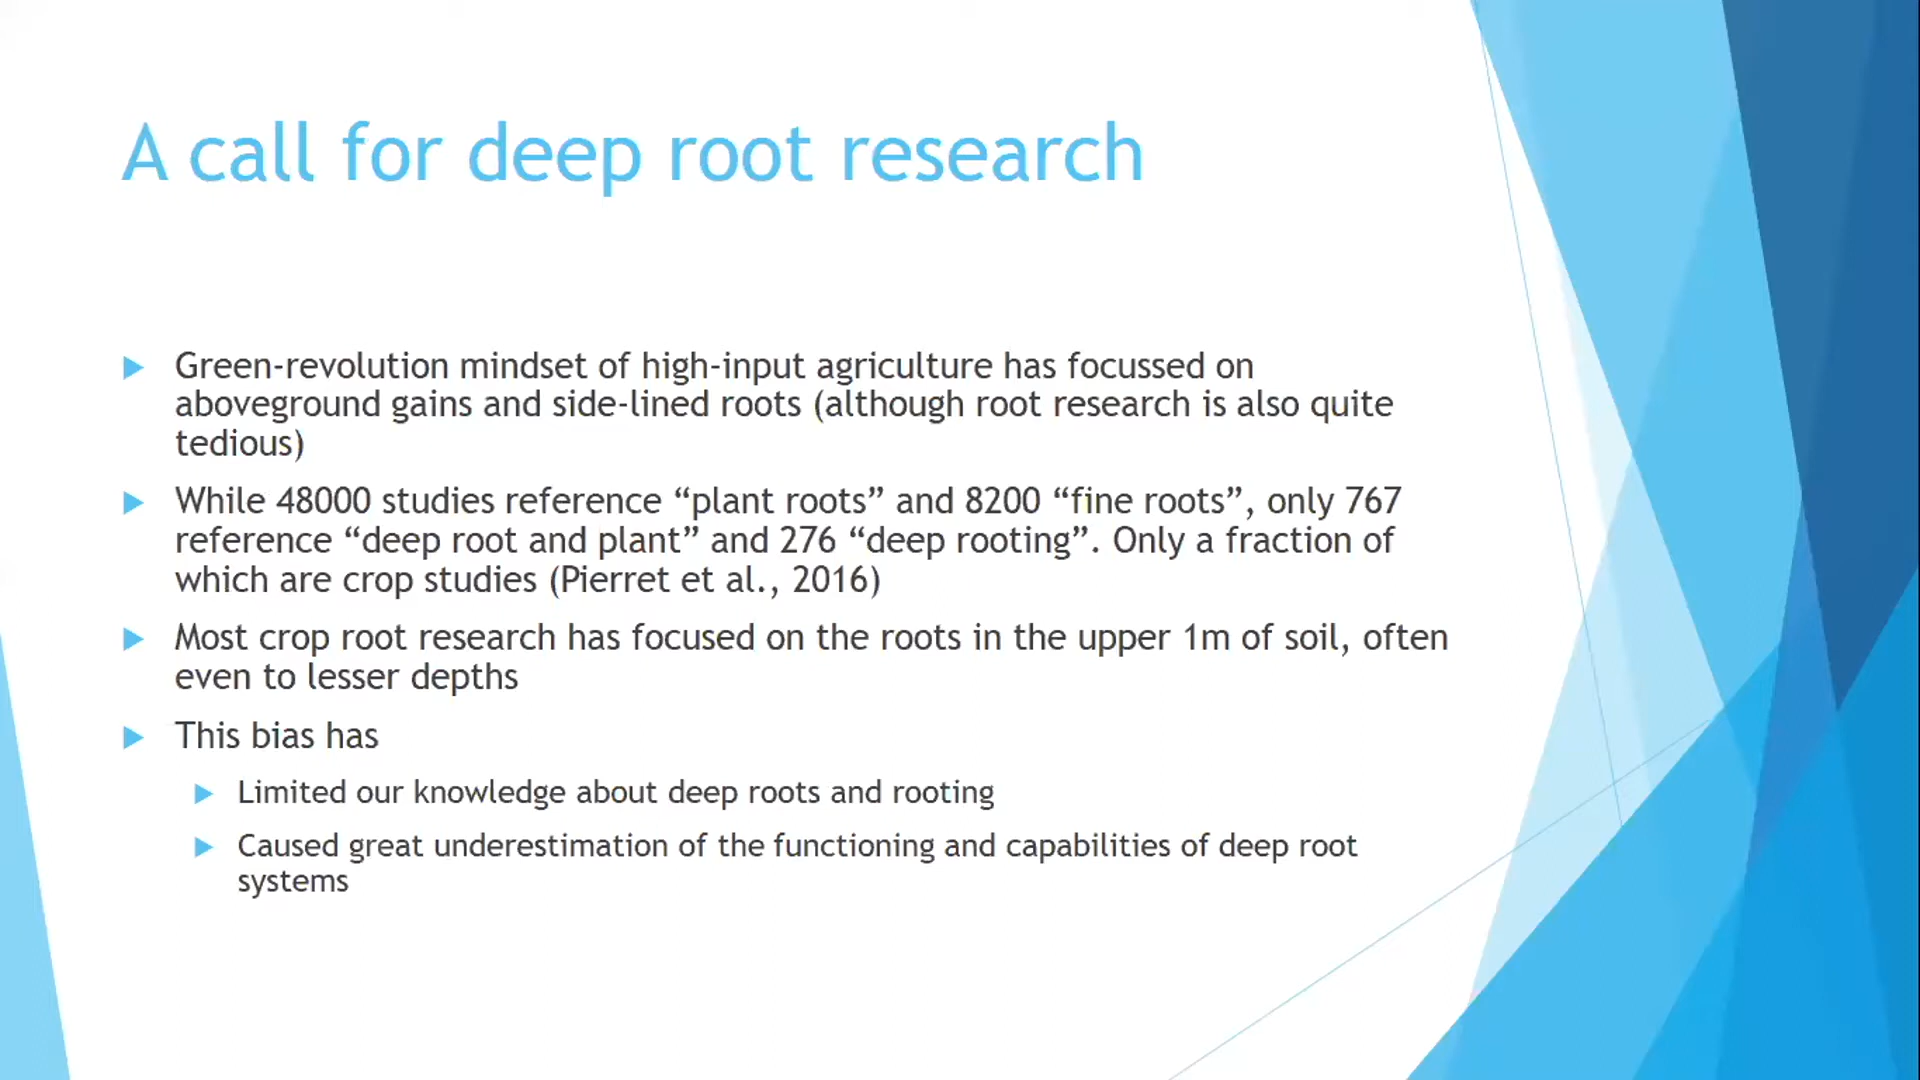 A call for deep root research
Green-revolution mindset of high-input agriculture has focussed on
aboveground gains and side-lined roots (although root research is also quite
tedious)
While 48000 studies reference “plant roots” and 8200 “fine roots”, only 767
reference “deep root and plant” and 276 “deep rooting”. Only a fraction of
which are crop studies (Pierret et al., 2016)
Most crop root research has focused on the roots in the upper 1m of soil, often
even to lesser depths
This bias has
Limited our knowledge about deep roots and rooting
Caused great underestimation of the functioning and capabilities of deep root
systems